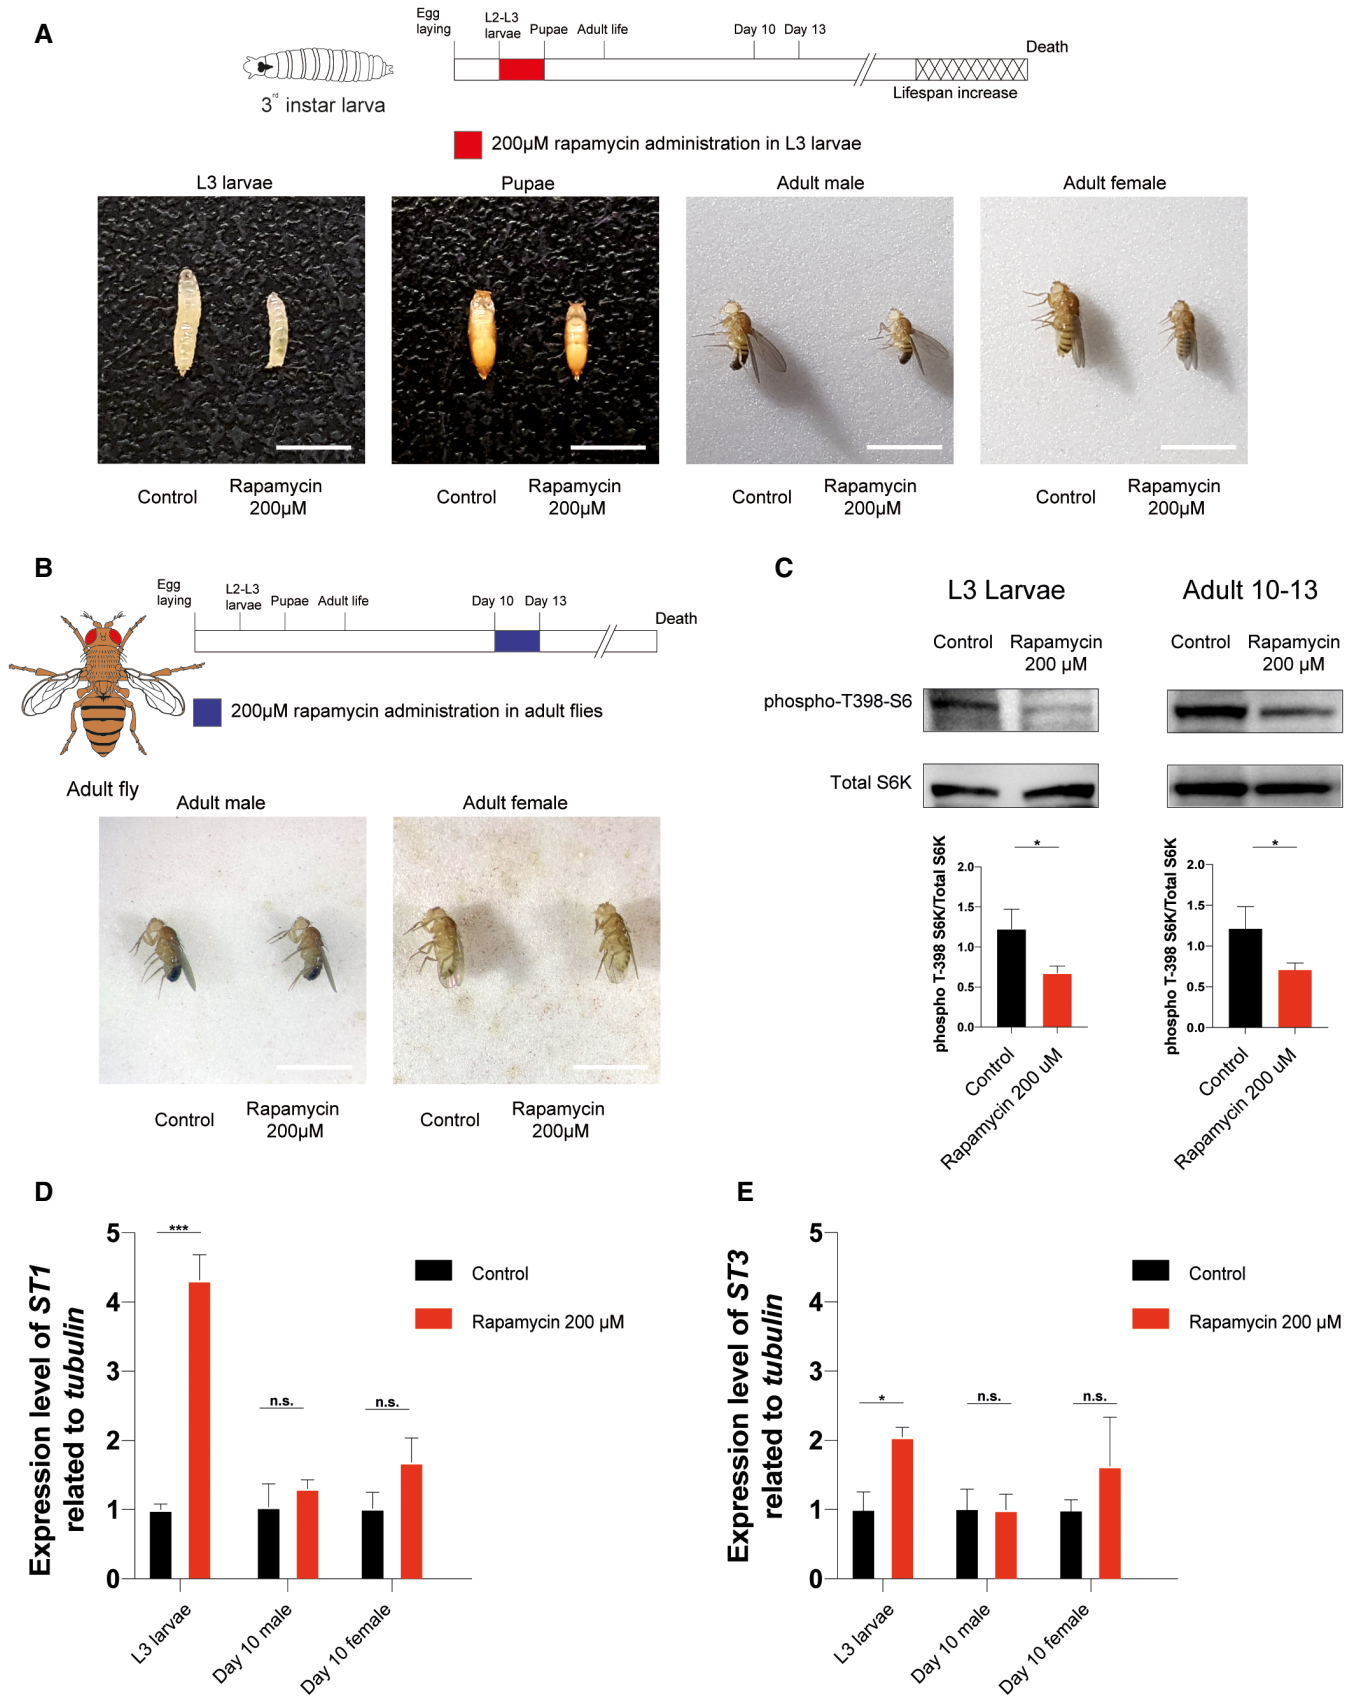 A
Egg
laying
L2-L3
larvae
Pupae
Adult life
Day 10
Day 13
Death
Lifespan increase
3rd instar larva
200µM rapamycin administration in L3 larvae
L3 larvae
Pupae
Adult male
Adult female
Control
Rapamycin
200µM
Control
Rapamycin
200µM
Control
Rapamycin
200µM
Control
Rapamycin
200µM
B
Egg
laying
L2-L3
larvae
Pupae
Adult life
Day 10
Day 13
Death
200µM rapamycin administration in adult flies
Adult fly
Adult male
Adult female
Control
Rapamycin
200µM
Control
Rapamycin
200µM
C
L3 Larvae
Adult 10-13
Control
Rapamycin
200 µM
Control
Rapamycin
200 µM
phospho-T398-S6
Total S6K
phospho T-398 S6K/Total S6K
2.0
1.5
1.0
0.5
0.0
*
Control
Rapamycin 200 uM
phospho T-398 S6K/Total S6K
2.0
1.5
1.0
0.5
0.0
*
Control
Rapamycin 200 uM
D
Expression level of ST1
related to tubulin
5
4
3
2
1
0
***
n.s.
n.s.
Control
Rapamycin 200 µM
L3 larvae
Day 10 male
Day 10 female
E
Expression level of ST3
related to tubulin
5
4
3
2
1
0
*
n.s.
n.s.
Control
Rapamycin 200 µM
L3 larvae
Day 10 male
Day 10 female